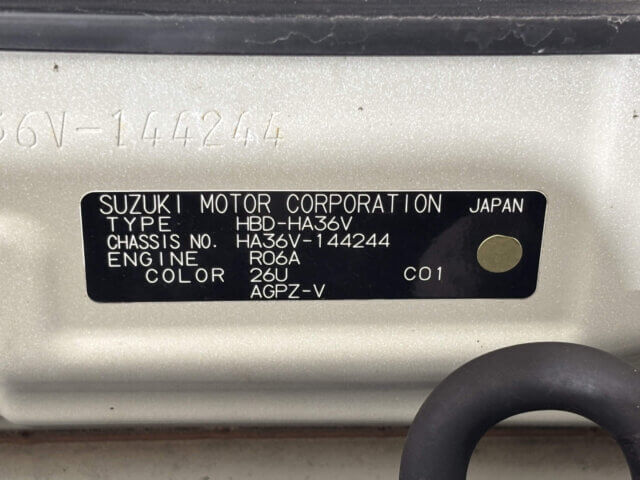 36V-144244
SUZUKI MOTOR CORPORATION JAPAN
TYPE HBD-HA36V
CHASSIS NO. HA36V-144244
ENGINE R06A
COLOR 26U C01
AGPZ-V